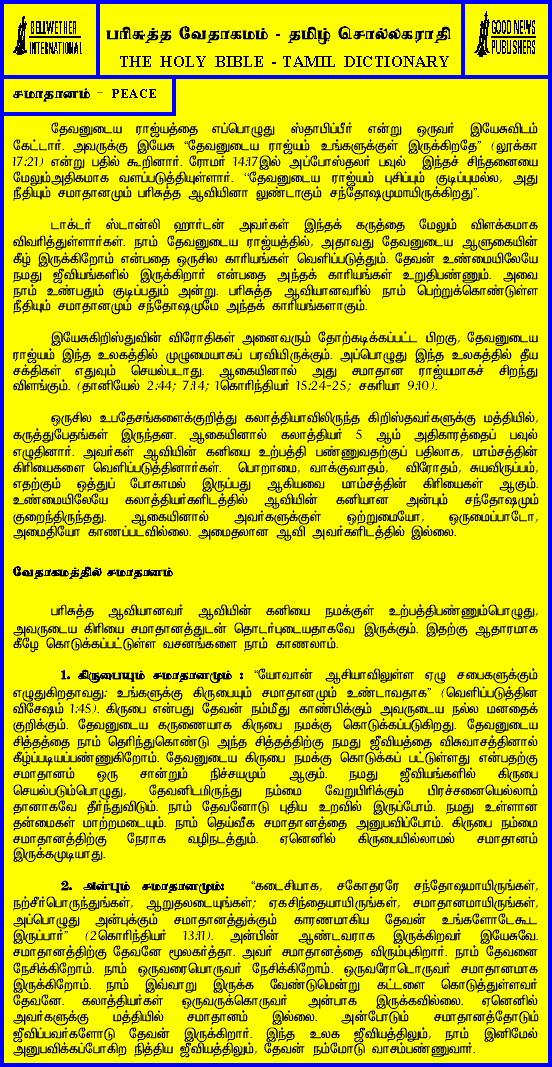 BELLWETHER
INTERNATIONAL
பரிசுத்த வேதாகமம் - தமிழ் சொல்லகராதி
THE HOLY BIBLE - TAMIL DICTIONARY
GOOD NEWS
PUBLISHERS
சமாதானம் - PEACE
தேவனுடைய ராஜ்யத்தை எப்பொழுது ஸ்தாபிப்பீர் என்று ஒருவர் இயேசுவிடம்
கேட்டார். அவருக்கு இயேசு “தேவனுடைய ராஜ்யம் உங்களுக்குள் இருக்கிறதே” (லூக்கா
17:21) என்று பதில் கூறினார். ரோமர் 14:17இல் அப்போஸ்தலர் பவுல் இந்தச் சிந்தனையை
மேலும்அதிகமாக வளப்படுத்தியுள்ளார். “தேவனுடைய ராஜ்யம் புசிப்பும் குடிப்புமல்ல, அது
நீதியும் சமாதானமும் பரிசுத்த ஆவியினா லுண்டாகும் சந்தோஷமுமாயிருக்கிறது”.
டாக்டர் ஸ்டான்லி ஹார்டன் அவர்கள் இந்தக் கருத்தை மேலும் விளக்கமாக
விவரித்துள்ளார்கள். நாம் தேவனுடைய ராஜ்யத்தில், அதாவது தேவனுடைய ஆளுகையின்
கீழ் இருக்கிறோம் என்பதை ஒருசில காரியங்கள் வெளிப்படுத்தும். தேவன் உண்மையிலேயே
நமது ஜீவியங்களில் இருக்கிறார் என்பதை அந்தக் காரியங்கள் உறுதிபண்ணும். அவை
நாம் உண்பதும் குடிப்பதும் அன்று. பரிசுத்த ஆவியானவரில் நாம் பெற்றுக்கொண்டுள்ள
நீதியும் சமாதானமும் சந்தோஷமுமே அந்தக் காரியங்களாகும்.
இயேசுகிறிஸ்துவின் விரோதிகள் அனைவரும் தோற்கடிக்கப்பட்ட பிறகு, தேவனுடைய
ராஜ்யம் இந்த உலகத்தில் முழுமையாகப் பரவியிருக்கும். அப்பொழுது இந்த உலகத்தில் தீய
சக்திகள் எதுவும் செயல்படாது. ஆகையினால் அது சமாதான ராஜ்யமாகச் சிறந்து
விளங்கும். (தானியேல் 2:44; 7:14; 1கொரிந்தியர் 15:24-25; சகரியா 9:10).
ஒருசில உபதேசங்களைக்குறித்து கலாத்தியாவிலிருந்த கிறிஸ்தவர்களுக்கு மத்தியில்,
கருத்துபேதங்கள் இருந்தன. ஆகையினால் கலாத்தியர் 5 ஆம் அதிகாரத்தைப் பவுல்
எழுதினார். அவர்கள் ஆவியின் கனியை உற்பத்தி பண்ணுவதற்குப் பதிலாக, மாம்சத்தின்
கிரியைகளை வெளிப்படுத்தினார்கள். பொறாமை, வாக்குவாதம், விரோதம், சுயவிருப்பம்,
எதற்கும் ஒத்துப் போகாமல் இருப்பது ஆகியவை மாம்சத்தின் கிரியைகள் ஆகும்.
உண்மையிலேயே கலாத்தியர்களிடத்தில் ஆவியின் கனியான அன்பும் சந்தோஷமும்
குறைந்திருந்தது. ஆகையினால் அவர்களுக்குள் ஒற்றுமையோ, ஒருமைப்பாடோ,
அமைதியோ காணப்படவில்லை. அமைதலான ஆவி அவர்களிடத்தில் இல்லை.
வேதாகமத்தில் சமாதானம்
பரிசுத்த ஆவியானவர் ஆவியின் கனியை நமக்குள் உற்பத்திபண்ணும்பொழுது,
அவருடைய கிரியை சமாதானத்துடன் தொடர்புடையதாகவே இருக்கும். இதற்கு ஆதாரமாக
கீழே கொடுக்கப்பட்டுள்ள வசனங்களை நாம் காணலாம்.
1. கிருபையும் சமாதானமும் : “யோவான் ஆசியாவிலுள்ள ஏழு சபைகளுக்கும்
எழுதுகிறதாவது: உங்களுக்கு கிருபையும் சமாதானமும் உண்டாவதாக” (வெளிப்படுத்தின
விசேஷம் 1:45). கிருபை என்பது தேவன் நம்மீது காண்பிக்கும் அவருடைய நல்ல மனதைக்
குறிக்கும். தேவனுடைய கருணையாக கிருபை நமக்கு கொடுக்கப்படுகிறது. தேவனுடைய
சித்தத்தை நாம் தெரிந்துகொண்டு அந்த சித்தத்திற்கு நமது ஜீவியத்தை விசுவாசத்தினால்
கீழ்ப்படியப்பண்ணுகிறோம். தேவனுடைய கிருபை நமக்கு கொடுக்கப் பட்டுள்ளது என்பதற்கு
சமாதானம் ஒரு சான்றும் நிச்சயமும் ஆகும். நமது ஜீவியங்களில் கிருபை
செயல்படும்பொழுது, தேவனிடமிருந்து நம்மை வேறுபிரிக்கும் பிரச்சனையெல்லாம்
தானாகவே தீர்ந்துவிடும். நாம் தேவனோடு புதிய உறவில் இருப்போம். நமது உள்ளான
தன்மைகள் மாற்றமடையும். நாம் தெய்வீக சமாதானத்தை அனுபவிப்போம். கிருபை நம்மை
சமாதானத்திற்கு நேராக வழிநடத்தும். ஏனெனில் கிருபையில்லாமல் சமாதானம்
இருக்கமுடியாது.
2. அன்பும் சமாதானமும்: “கடைசியாக, சகோதரரே சந்தோஷமாயிருங்கள்,
நற்சீர்பொருந்துங்கள், ஆறுதலடையுங்கள்; ஏகசிந்தையாயிருங்கள், சமாதானமாயிருங்கள்,
அப்பொழுது அன்புக்கும் சமாதானத்துக்கும் காரணமாகிய தேவன் உங்களோடேகூட
இருப்பார்” (2கொரிந்தியர் 13:11). அன்பின் ஆண்டவராக இருக்கிறவர் இயேசுவே.
சமாதானத்திற்கு தேவனே மூலகர்த்தா. அவர் சமாதானத்தை விரும்புகிறார். நாம் தேவனை
நேசிக்கிறோம். நாம் ஒருவரையொருவர் நேசிக்கிறோம். ஒருவரோடொருவர் சமாதானமாக
இருக்கிறோம். நாம் இவ்வாறு இருக்க வேண்டுமென்று கட்டளை கொடுத்துள்ளவர்
தேவனே. கலாத்தியர்கள் ஒருவருக்கொருவர் அன்பாக இருக்கவில்லை. ஏனெனில்
அவர்களுக்கு மத்தியில் சமாதானம் இல்லை. அன்போடும் சமாதானத்தோடும்
ஜீவிப்பவர்களோடு தேவன் இருக்கிறார். இந்த உலக ஜீவியத்திலும், நாம் இனிமேல்
அனுபவிக்கப்போகிற நித்திய ஜீவியத்திலும், தேவன் நம்மோடு வாசம்பண்ணுவார்.